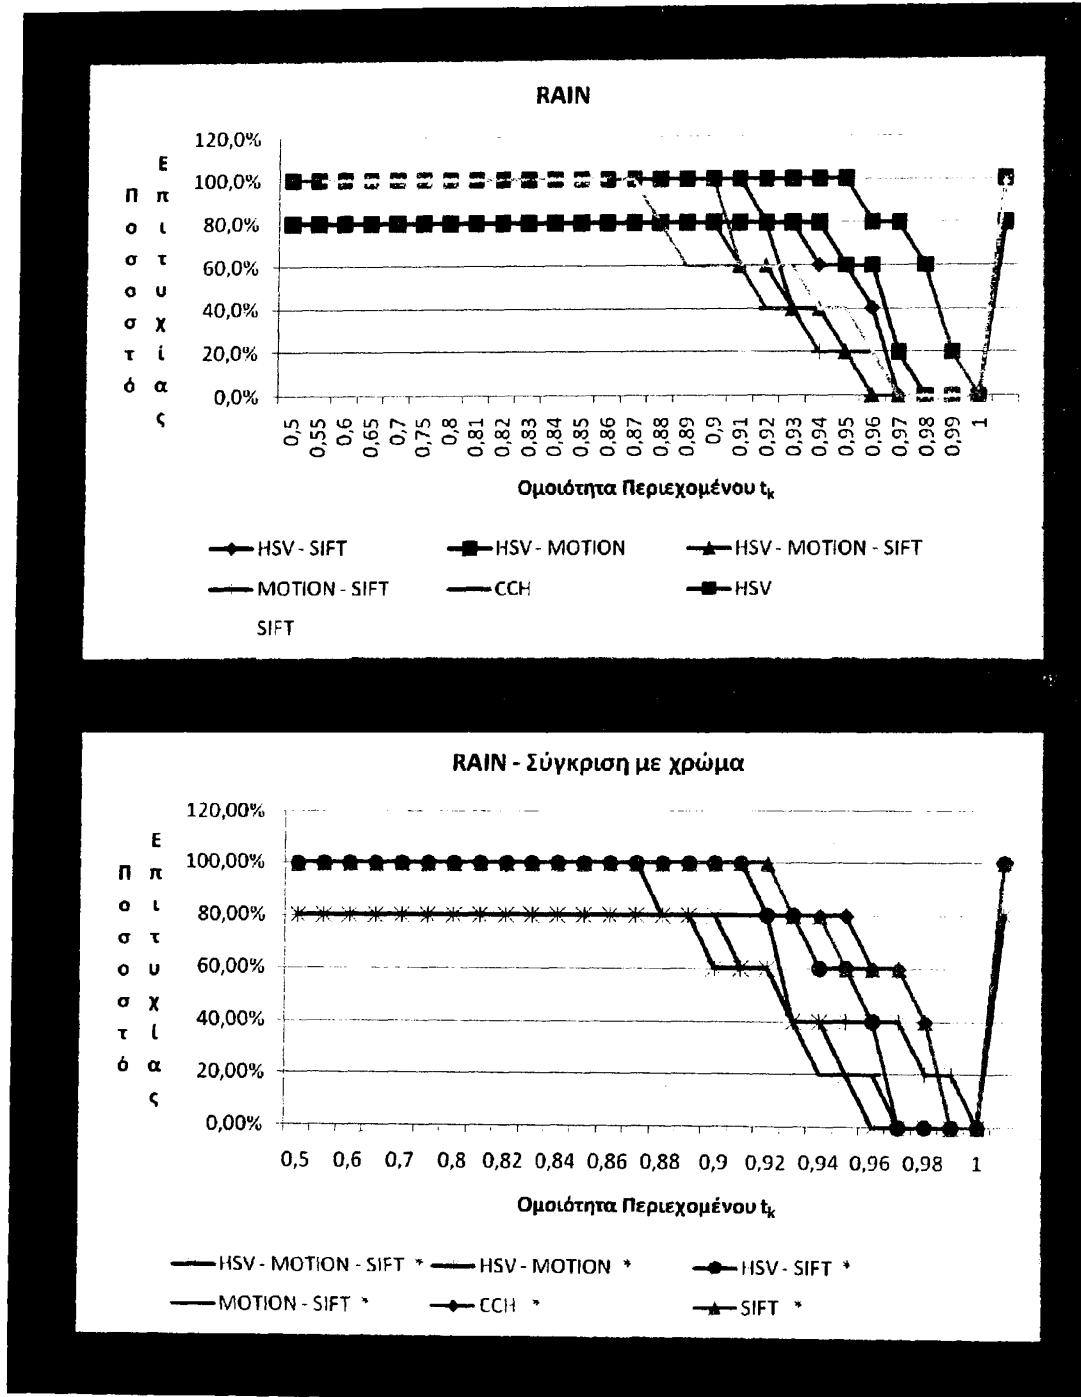 RAIN
120,0%
100,0%
80,0%
60,0%
40,0%
20,0%
0,0%
Ποσοστό
Επιτυχίας
0,5 0,55 0,6 0,65 0,7 0,75 0,8 0,81 0,82 0,83 0,84 0,85 0,86 0,87 0,88 0,89 0,9 0,91 0,92 0,93 0,94 0,95 0,96 0,97 0,98 0,99 1
Ομοιότητα Περιεχομένου tk
HSV - SIFT HSV - MOTION HSV - MOTION - SIFT
MOTION - SIFT CCH HSV
SIFT
RAIN - Σύγκριση με χρώμα
120,00%
100,00%
80,00%
60,00%
40,00%
20,00%
0,00%
Ποσοστό
Επιτυχίας
0,5 0,6 0,7 0,8 0,82 0,84 0,86 0,88 0,9 0,92 0,94 0,96 0,98 1
Ομοιότητα Περιεχομένου tk
HSV - MOTION - SIFT * HSV - MOTION * HSV - SIFT *
MOTION - SIFT * CCH * SIFT *